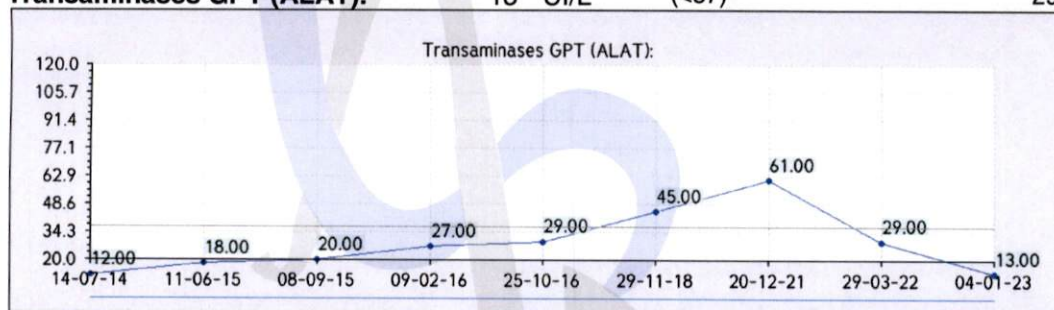 Transaminases GPT (ALAT):
Transaminases GPT (ALAT):
120.0
105.7
91.4
77.1
62.9
48.6
34.3
20.0
12.00 18.00 20.00 27.00 29.00 45.00 61.00 29.00 13.00
14-07-14 11-06-15 08-09-15 09-02-16 25-10-16 29-11-18 20-12-21 29-03-22 04-01-23